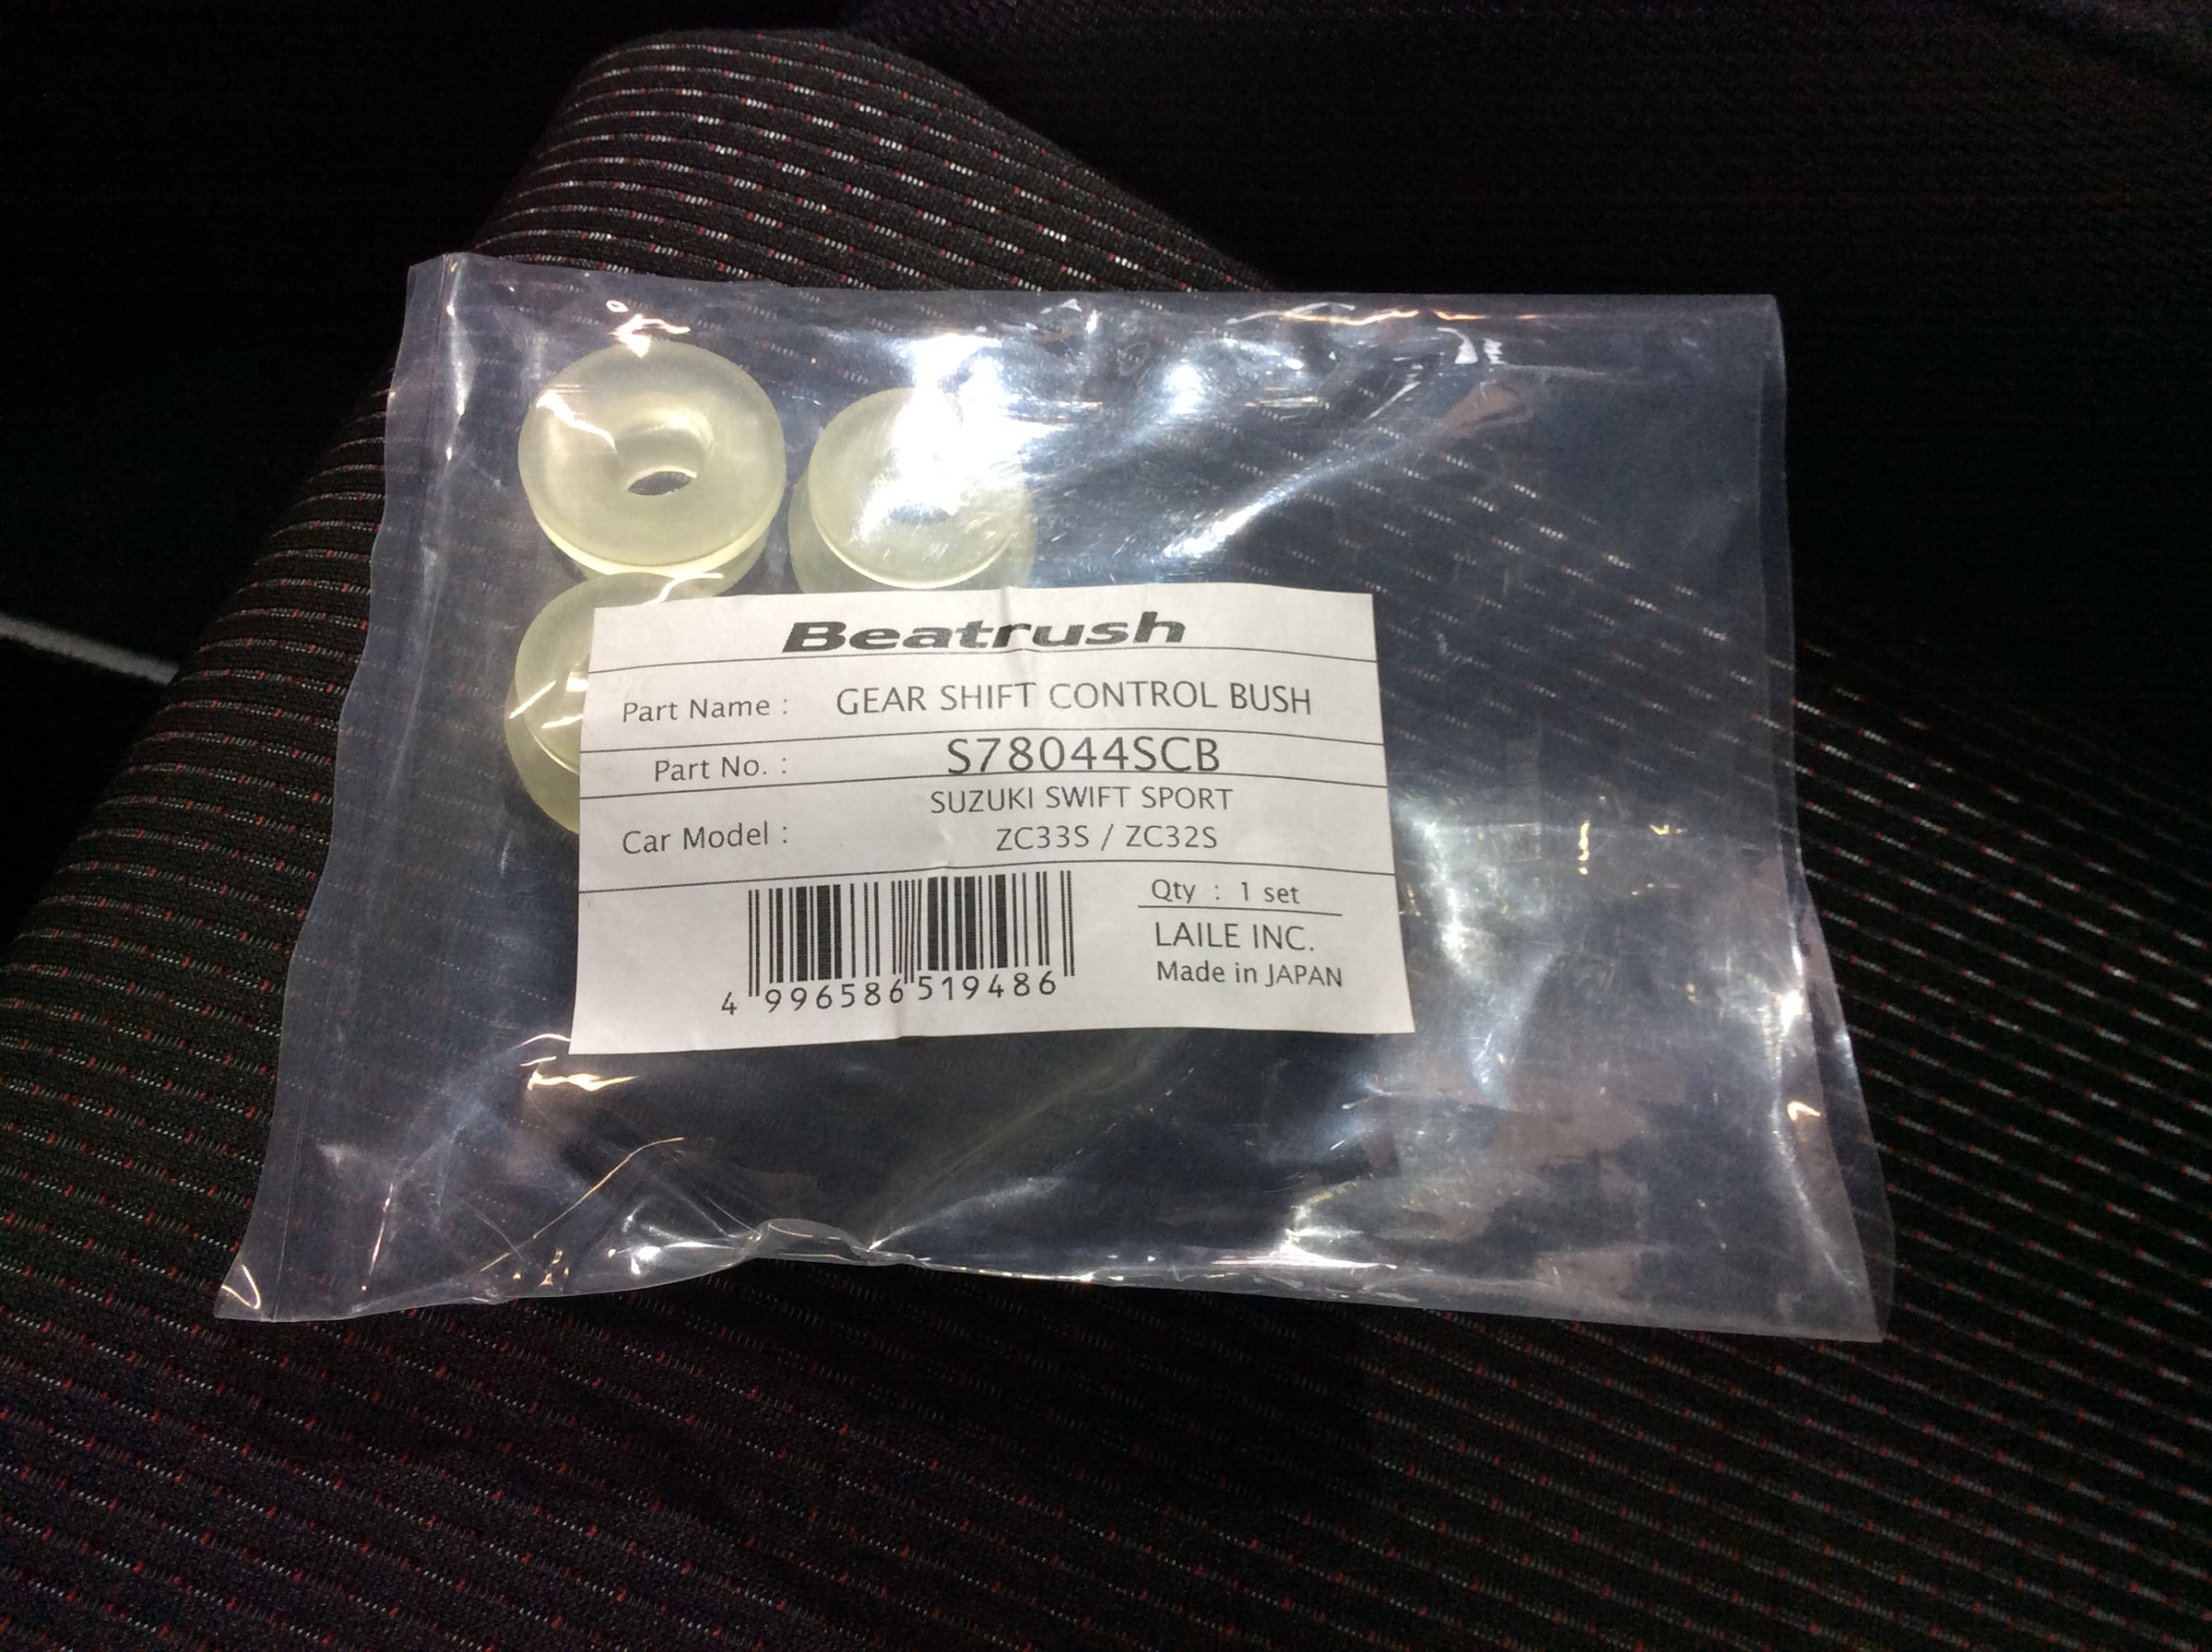 Beatrush
Part Name : GEAR SHIFT CONTROL BUSH
Part No. : S78044SCB
SUZUKI SWIFT SPORT
Car Model : ZC33S / ZC32S
Qty : 1 set
LAILE INC.
Made in JAPAN
4 996586 519486